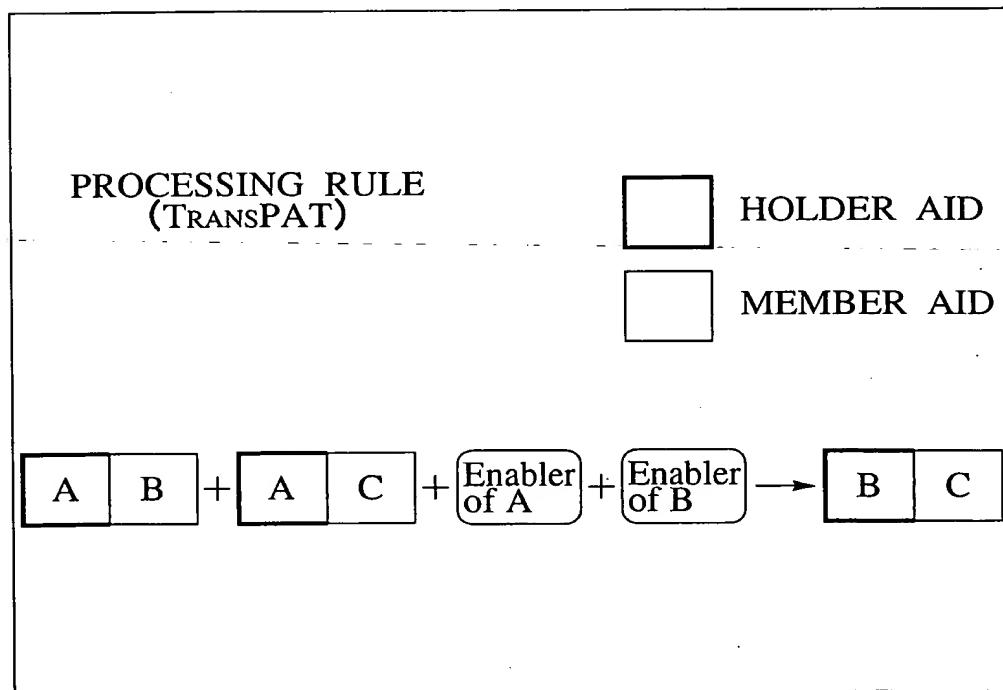 PROCESSING RULE
(TRANSPAT)
HOLDER AID
MEMBER AID
A B + A C + Enabler of A + Enabler of B → B C